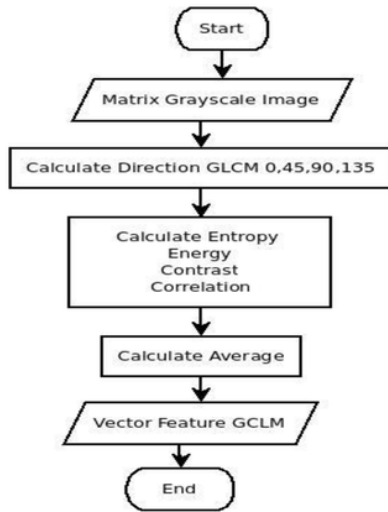 Start
Matrix Grayscale Image
Calculate Direction GLCM 0,45,90,135
Calculate Entropy
Energy
Contrast
Correlation
Calculate Average
Vector Feature GCLM
End